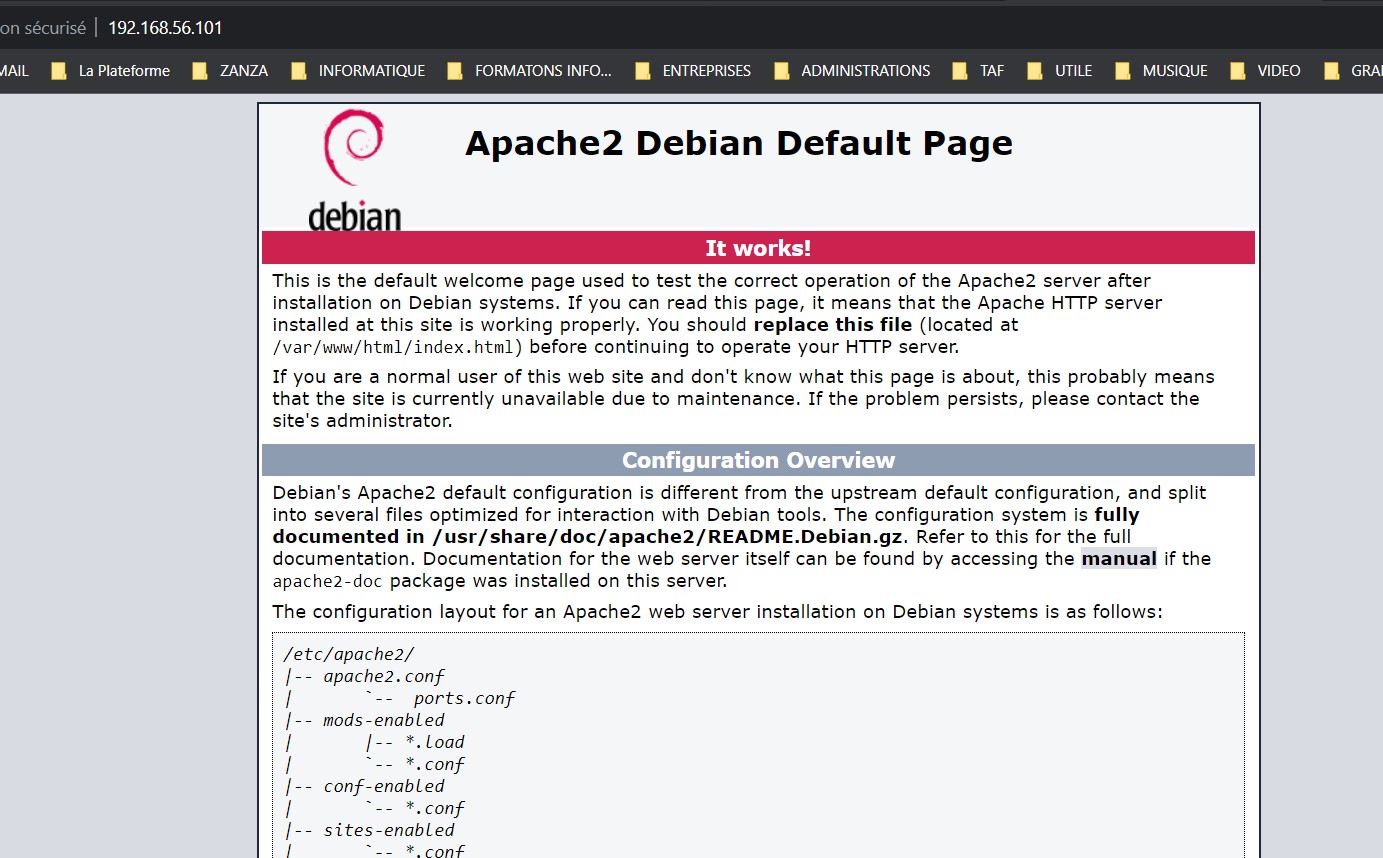 on sécurisé | 192.168.56.101
MAIL La Plateforme ZANZA INFORMATIQUE FORMATONS INFO... ENTREPRISES ADMINISTRATIONS TAF UTILE MUSIQUE VIDEO GRA
debian
Apache2 Debian Default Page
It works!
This is the default welcome page used to test the correct operation of the Apache2 server after
installation on Debian systems. If you can read this page, it means that the Apache HTTP server
installed at this site is working properly. You should replace this file (located at
/var/www/html/index.html) before continuing to operate your HTTP server.
If you are a normal user of this web site and don't know what this page is about, this probably means
that the site is currently unavailable due to maintenance. If the problem persists, please contact the
site's administrator.
Configuration Overview
Debian's Apache2 default configuration is different from the upstream default configuration, and split
into several files optimized for interaction with Debian tools. The configuration system is fully
documented in /usr/share/doc/apache2/README.Debian.gz. Refer to this for the full
documentation. Documentation for the web server itself can be found by accessing the manual if the
apache2-doc package was installed on this server.
The configuration layout for an Apache2 web server installation on Debian systems is as follows:
/etc/apache2/
|-- apache2.conf
|       `--  ports.conf
|-- mods-enabled
|       |-- *.load
|       `-- *.conf
|-- conf-enabled
|       `-- *.conf
|-- sites-enabled
|       `-- *.conf